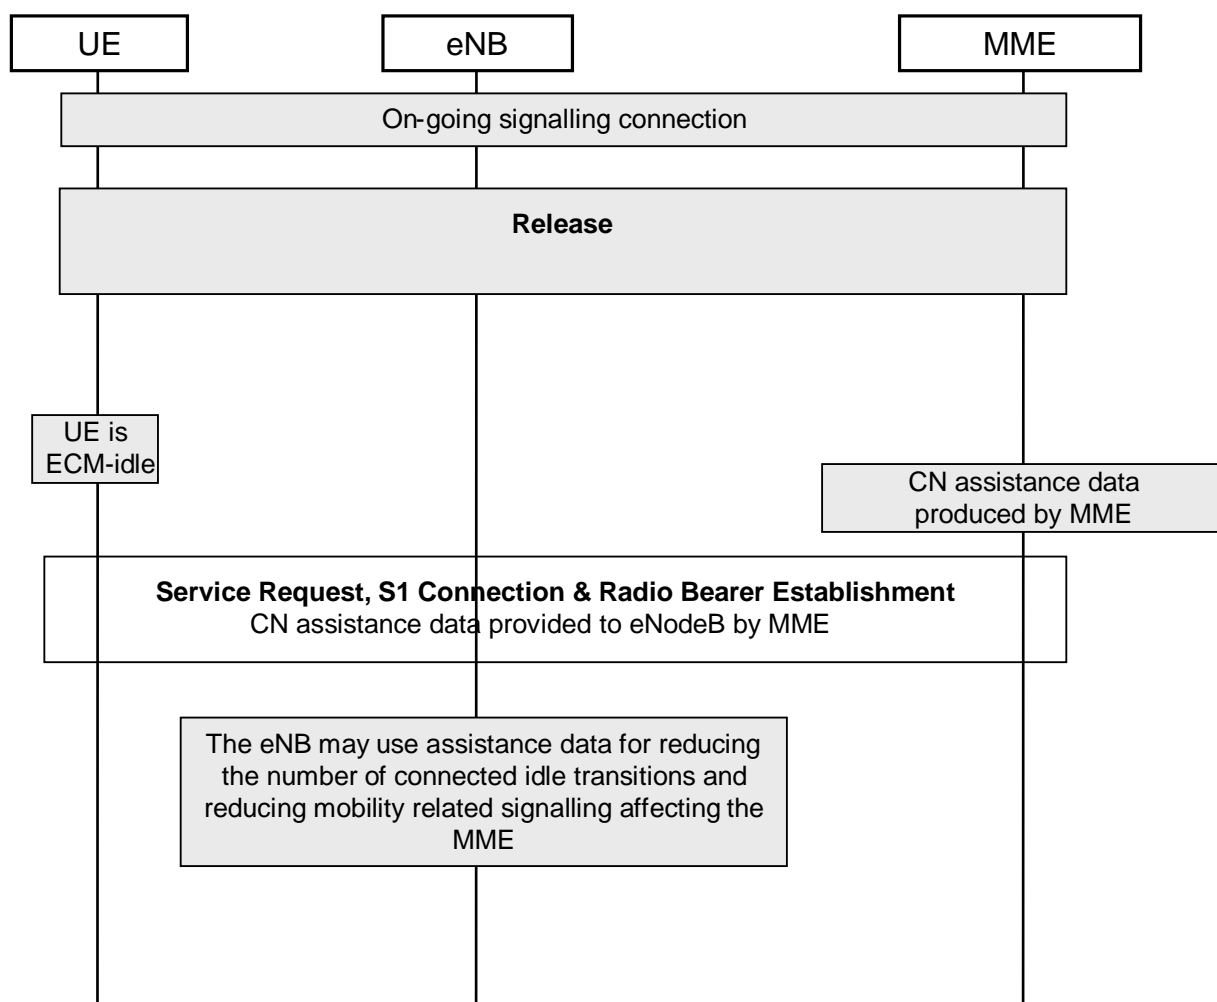 UE
eNB
MME
On-going signalling connection
Release
UE is
ECM-idle
CN assistance data
produced by MME
Service Request, S1 Connection & Radio Bearer Establishment
CN assistance data provided to eNodeB by MME
The eNB may use assistance data for reducing
the number of connected idle transitions and
reducing mobility related signalling affecting the
MME